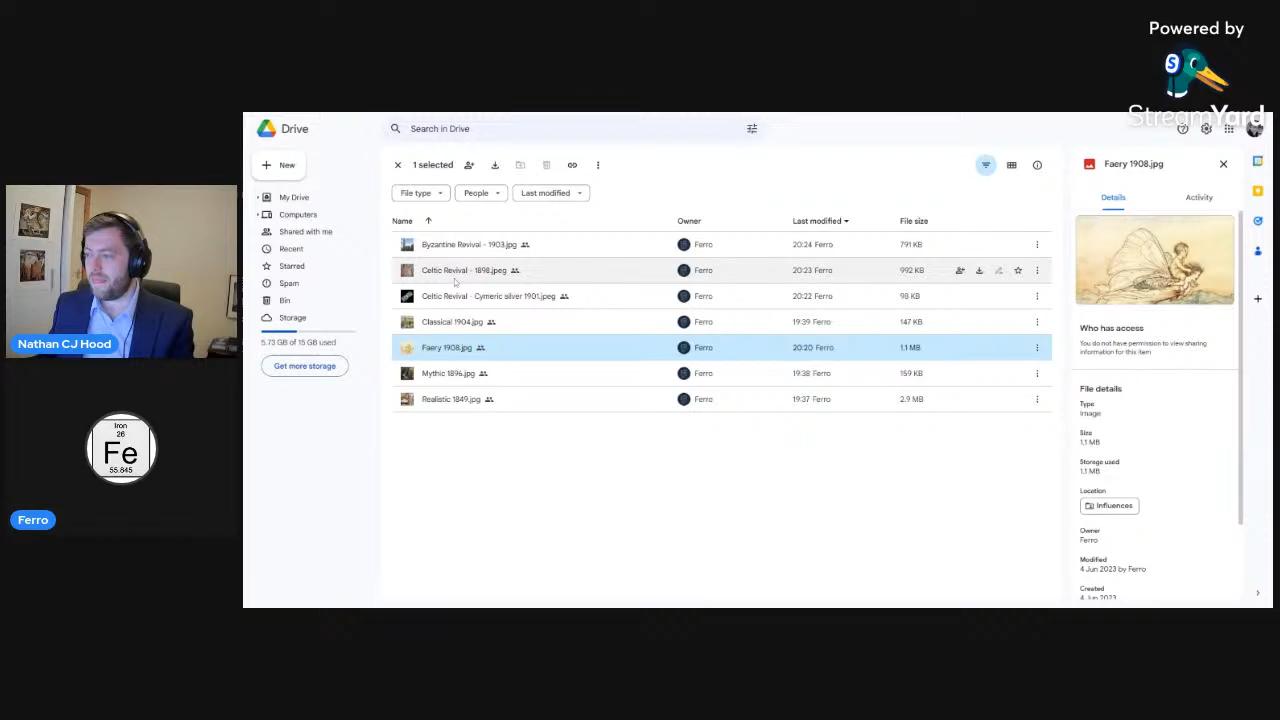 Powered by
StreamYard
Drive
Search in Drive
New
1 selected
My Drive
Computers
Shared with me
Recent
Starred
Spam
Bin
Storage
5.73 GB of 15 GB used
Get more storage
File type
People
Last modified
Name
Owner
Last modified
File size
Byzantine Revival - 1903.jpg
Ferro
20:24 Ferro
791 KB
Celtic Revival - 1898.jpeg
Ferro
20:23 Ferro
992 KB
Celtic Revival - Cymeric silver 1901.jpeg
Ferro
20:22 Ferro
98 KB
Classical 1904.jpg
Ferro
19:39 Ferro
147 KB
Faery 1908.jpg
Ferro
20:20 Ferro
1.1 MB
Mythic 1896.jpg
Ferro
19:38 Ferro
159 KB
Realistic 1849.jpg
Ferro
19:37 Ferro
2.9 MB
Faery 1908.jpg
Details
Activity
Who has access
You do not have permission to view sharing
information for this item
File details
Type
Image
Size
1.1 MB
Storage used
1.1 MB
Location
Influences
Owner
Ferro
Modified
4 Jun 2023 by Ferro
Created
4 Jun 2023
Nathan CJ Hood
Iron
26
Fe
55.845
Ferro